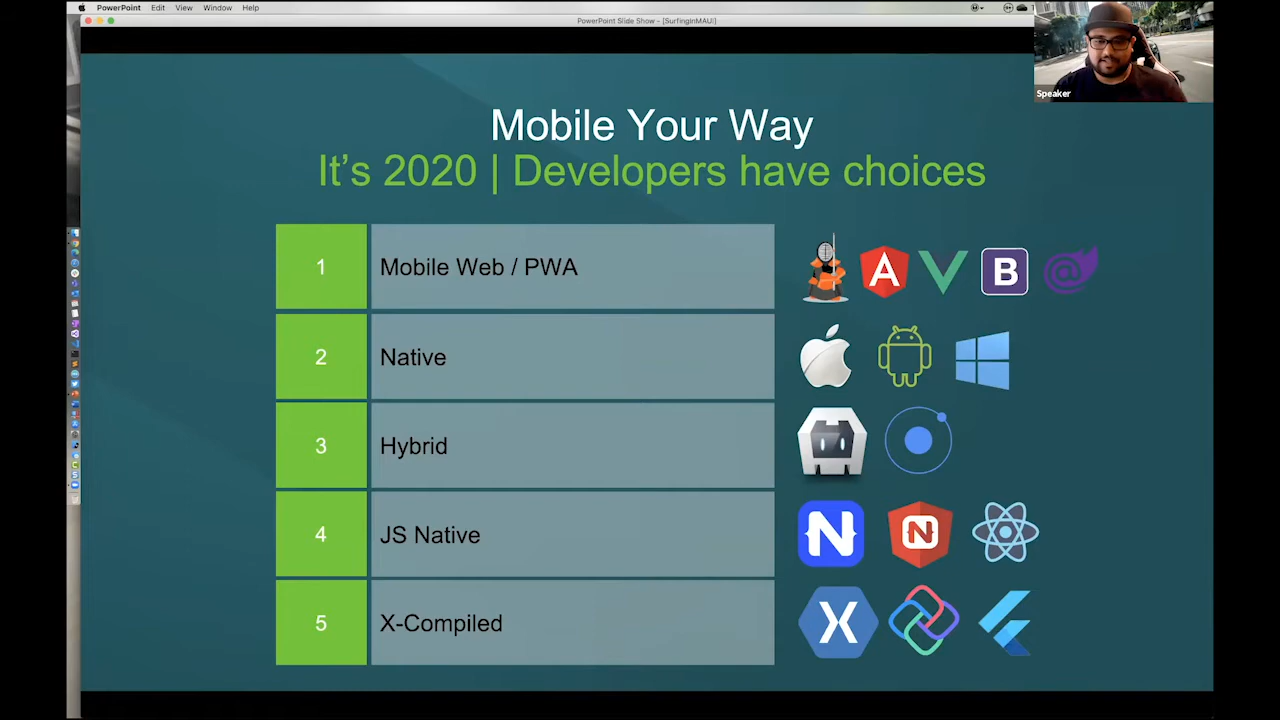 PowerPoint Edit View Window Help
PowerPoint Slide Show - [SurfingInMAUI]
Speaker
Mobile Your Way
It's 2020 | Developers have choices
1 Mobile Web / PWA
A B @
2 Native
3 Hybrid
4 JS Native
N N
5 X-Compiled
X